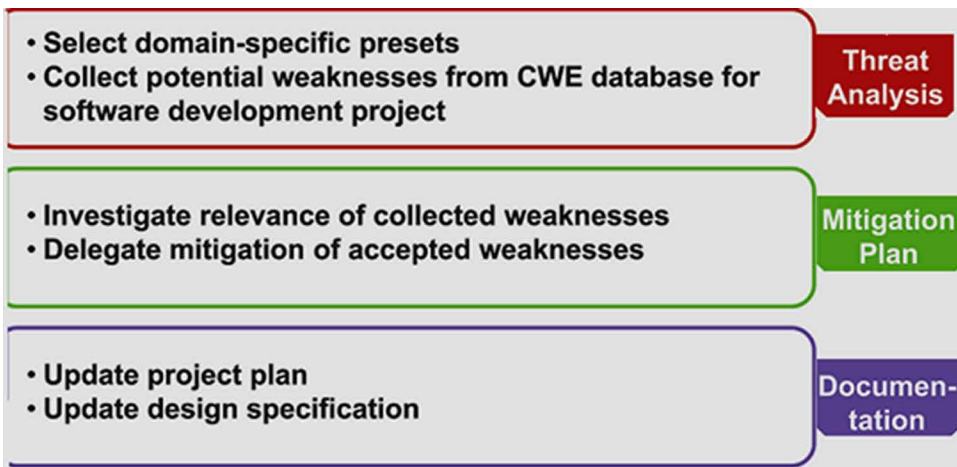 • Select domain-specific presets
• Collect potential weaknesses from CWE database for
software development project
Threat
Analysis
• Investigate relevance of collected weaknesses
• Delegate mitigation of accepted weaknesses
Mitigation
Plan
• Update project plan
• Update design specification
Documen-
tation